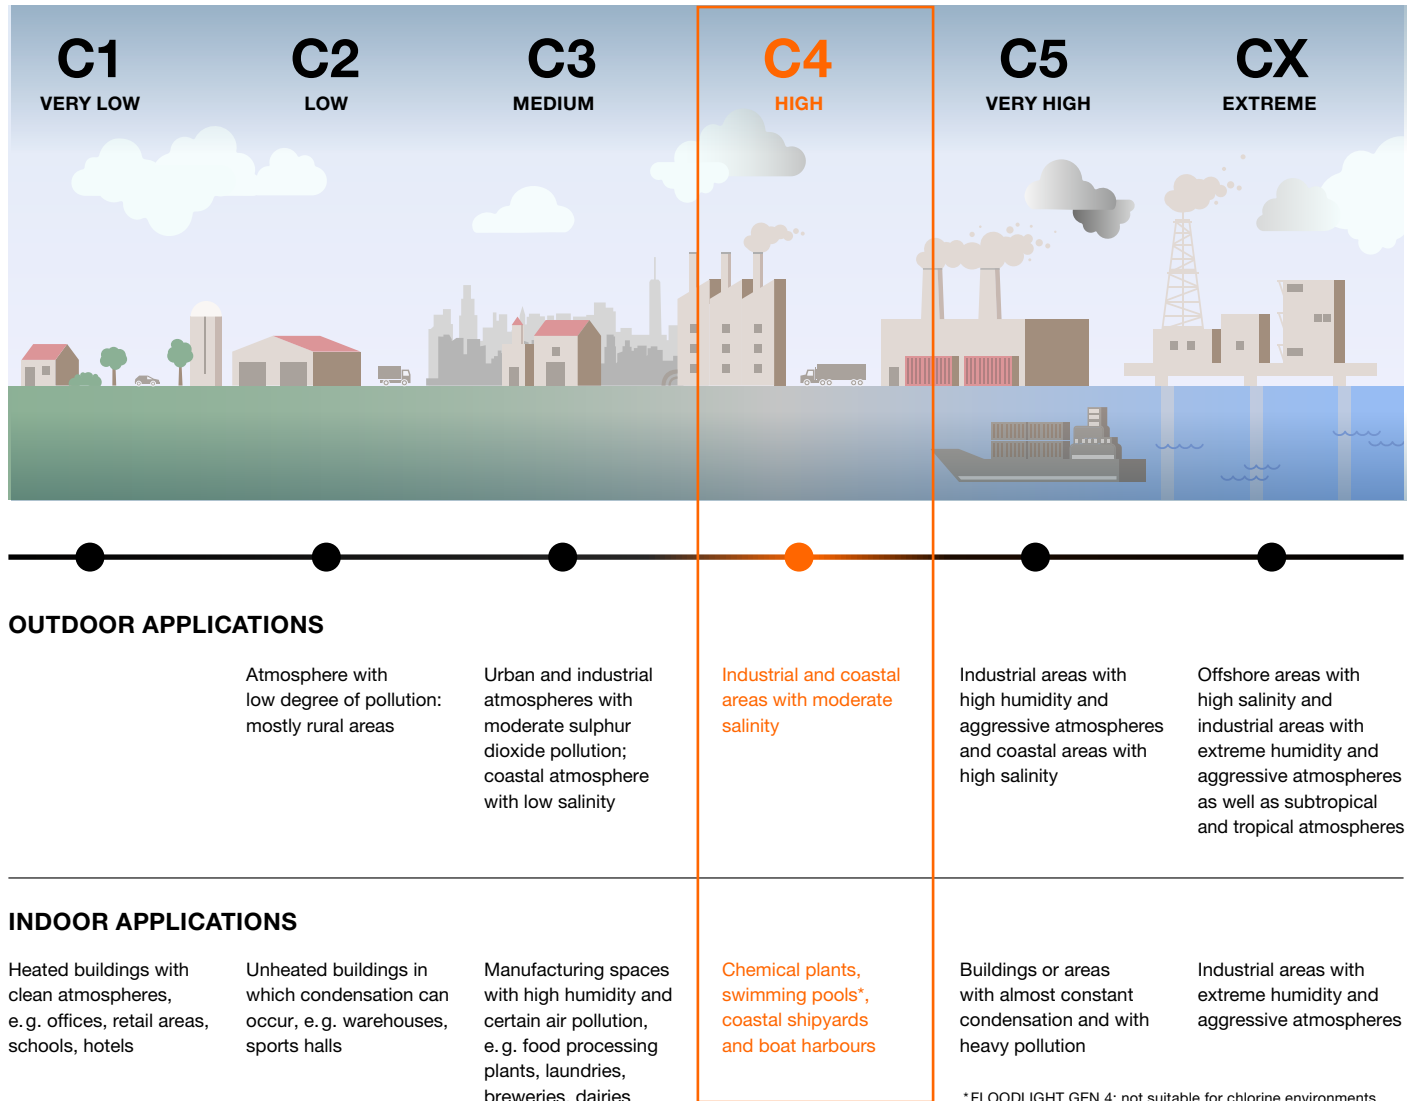 C1
VERY LOW
C2
LOW
C3
MEDIUM
C4
HIGH
C5
VERY HIGH
CX
EXTREME
OUTDOOR APPLICATIONS
Atmosphere with
low degree of pollution:
mostly rural areas
Urban and industrial
atmospheres with
moderate sulphur
dioxide pollution;
coastal atmosphere
with low salinity
Industrial and coastal
areas with moderate
salinity
Industrial areas with
high humidity and
aggressive atmospheres
and coastal areas with
high salinity
Offshore areas with
high salinity and
industrial areas with
extreme humidity and
aggressive atmospheres
as well as subtropical
and tropical atmospheres
INDOOR APPLICATIONS
Heated buildings with
clean atmospheres,
e. g. offices, retail areas,
schools, hotels
Unheated buildings in
which condensation can
occur, e. g. warehouses,
sports halls
Manufacturing spaces
with high humidity and
certain air pollution,
e. g. food processing
plants, laundries,
breweries, dairies
Chemical plants,
swimming pools*,
coastal shipyards
and boat harbours
Buildings or areas
with almost constant
condensation and with
heavy pollution
Industrial areas with
extreme humidity and
aggressive atmospheres
*FLOODLIGHT GEN 4: not suitable for chlorine environments